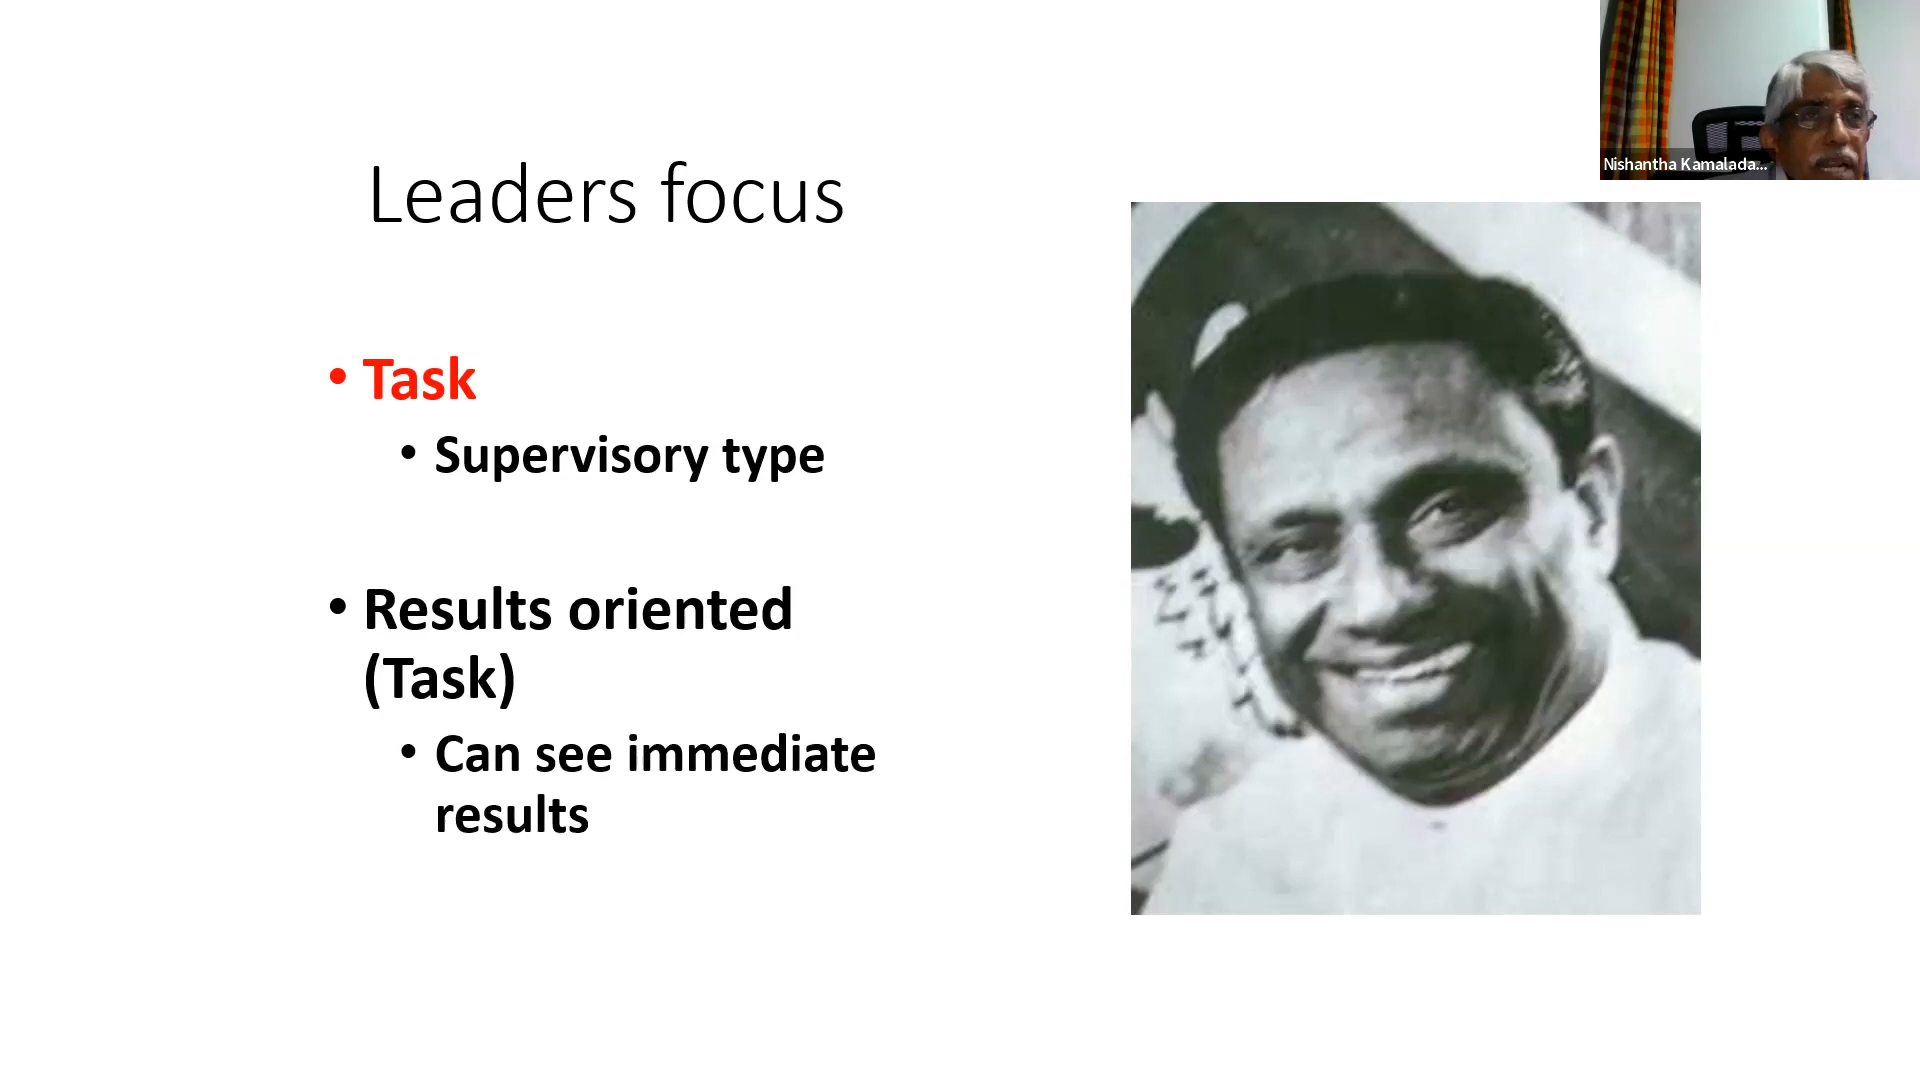 Nishantha Kamalada...
Leaders focus
• Task
• Supervisory type
• Results oriented
(Task)
• Can see immediate
results